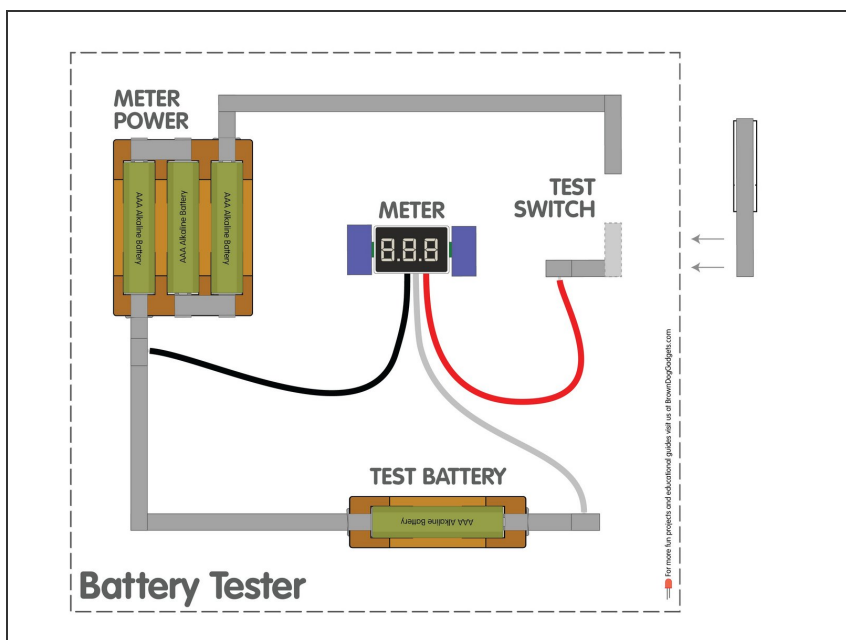 METER
POWER
AAA Alkaline Battery
AAA Alkaline Battery
AAA Alkaline Battery
TEST
SWITCH
METER
8.8.8
TEST BATTERY
AAA Alkaline Battery
Battery Tester
For more fun projects and educational guides visit us at BrownDogGadgets.com